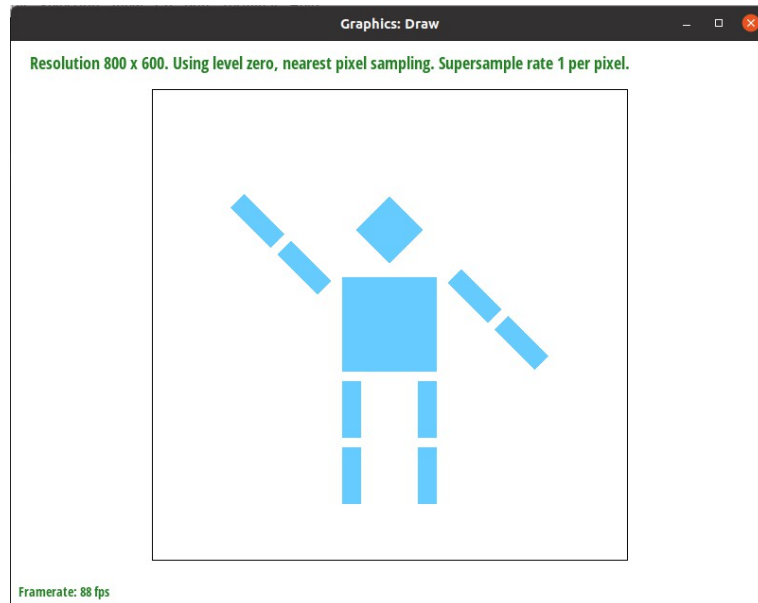 Graphics: Draw
Resolution 800 x 600. Using level zero, nearest pixel sampling. Supersample rate 1 per pixel.
Framerate: 88 fps